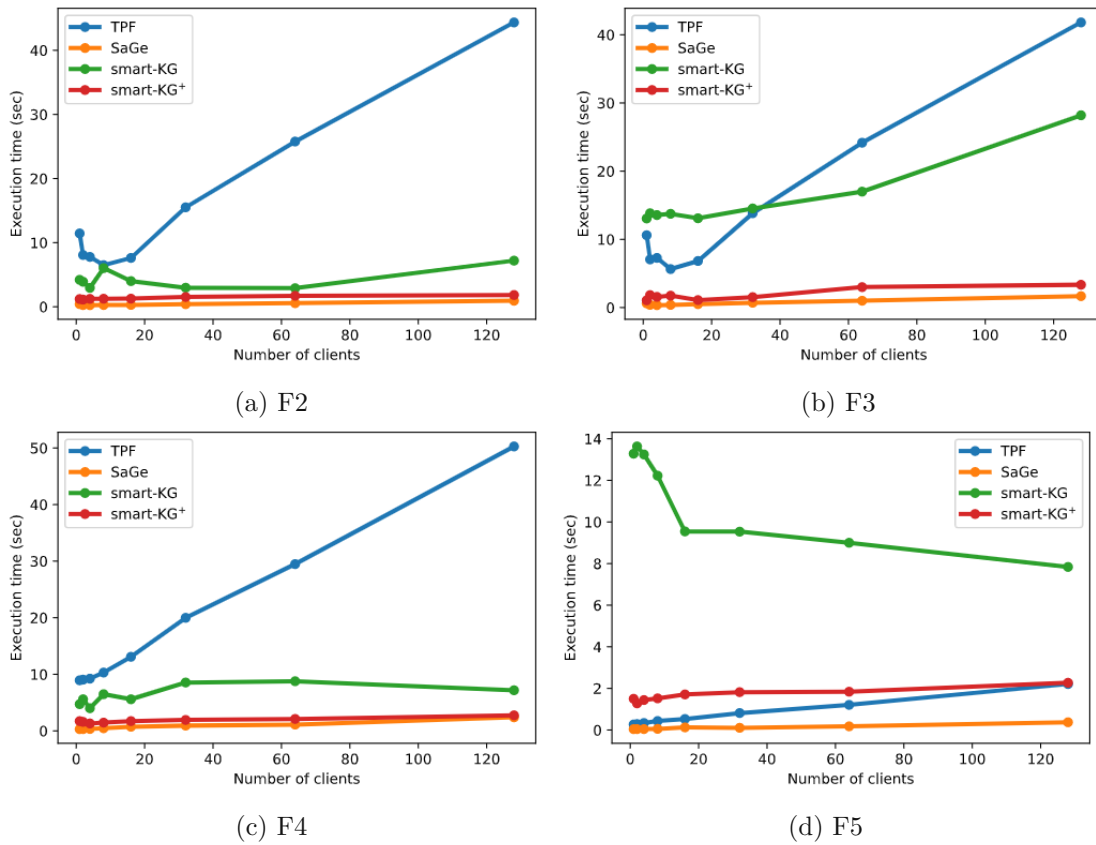 TPF
SaGe
smart-KG
smart-KG⁺
Execution time (sec)
40
30
20
10
0
0 20 40 60 80 100 120
Number of clients
(a) F2
TPF
SaGe
smart-KG
smart-KG⁺
Execution time (sec)
40
30
20
10
0
0 20 40 60 80 100 120
Number of clients
(b) F3
TPF
SaGe
smart-KG
smart-KG⁺
Execution time (sec)
50
40
30
20
10
0
0 20 40 60 80 100 120
Number of clients
(c) F4
TPF
SaGe
smart-KG
smart-KG⁺
Execution time (sec)
14
12
10
8
6
4
2
0
0 20 40 60 80 100 120
Number of clients
(d) F5